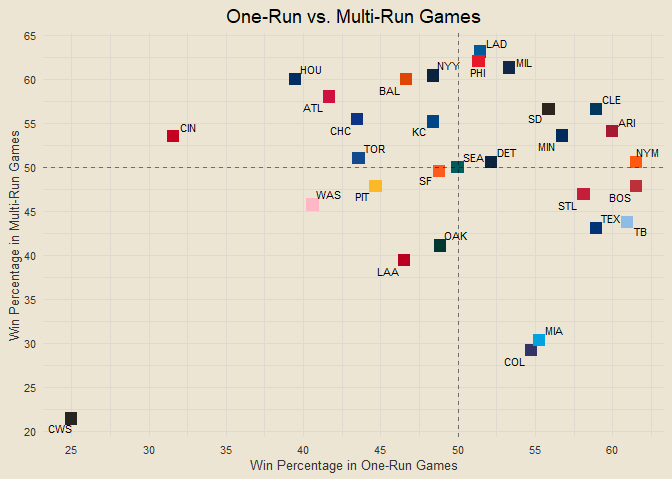 One-Run vs. Multi-Run Games
Win Percentage in Multi-Run Games
65
60
55
50
45
40
35
30
25
20
LAD
PHI
NYY
MIL
HOU
BAL
ATL
CLE
SD
CHC
KC
ARI
CIN
MIN
TOR
SEA
DET
NYM
SF
PIT
WAS
STL
BOS
TEX
TB
OAK
LAA
MIA
COL
CWS
25
30
35
40
45
50
55
60
Win Percentage in One-Run Games